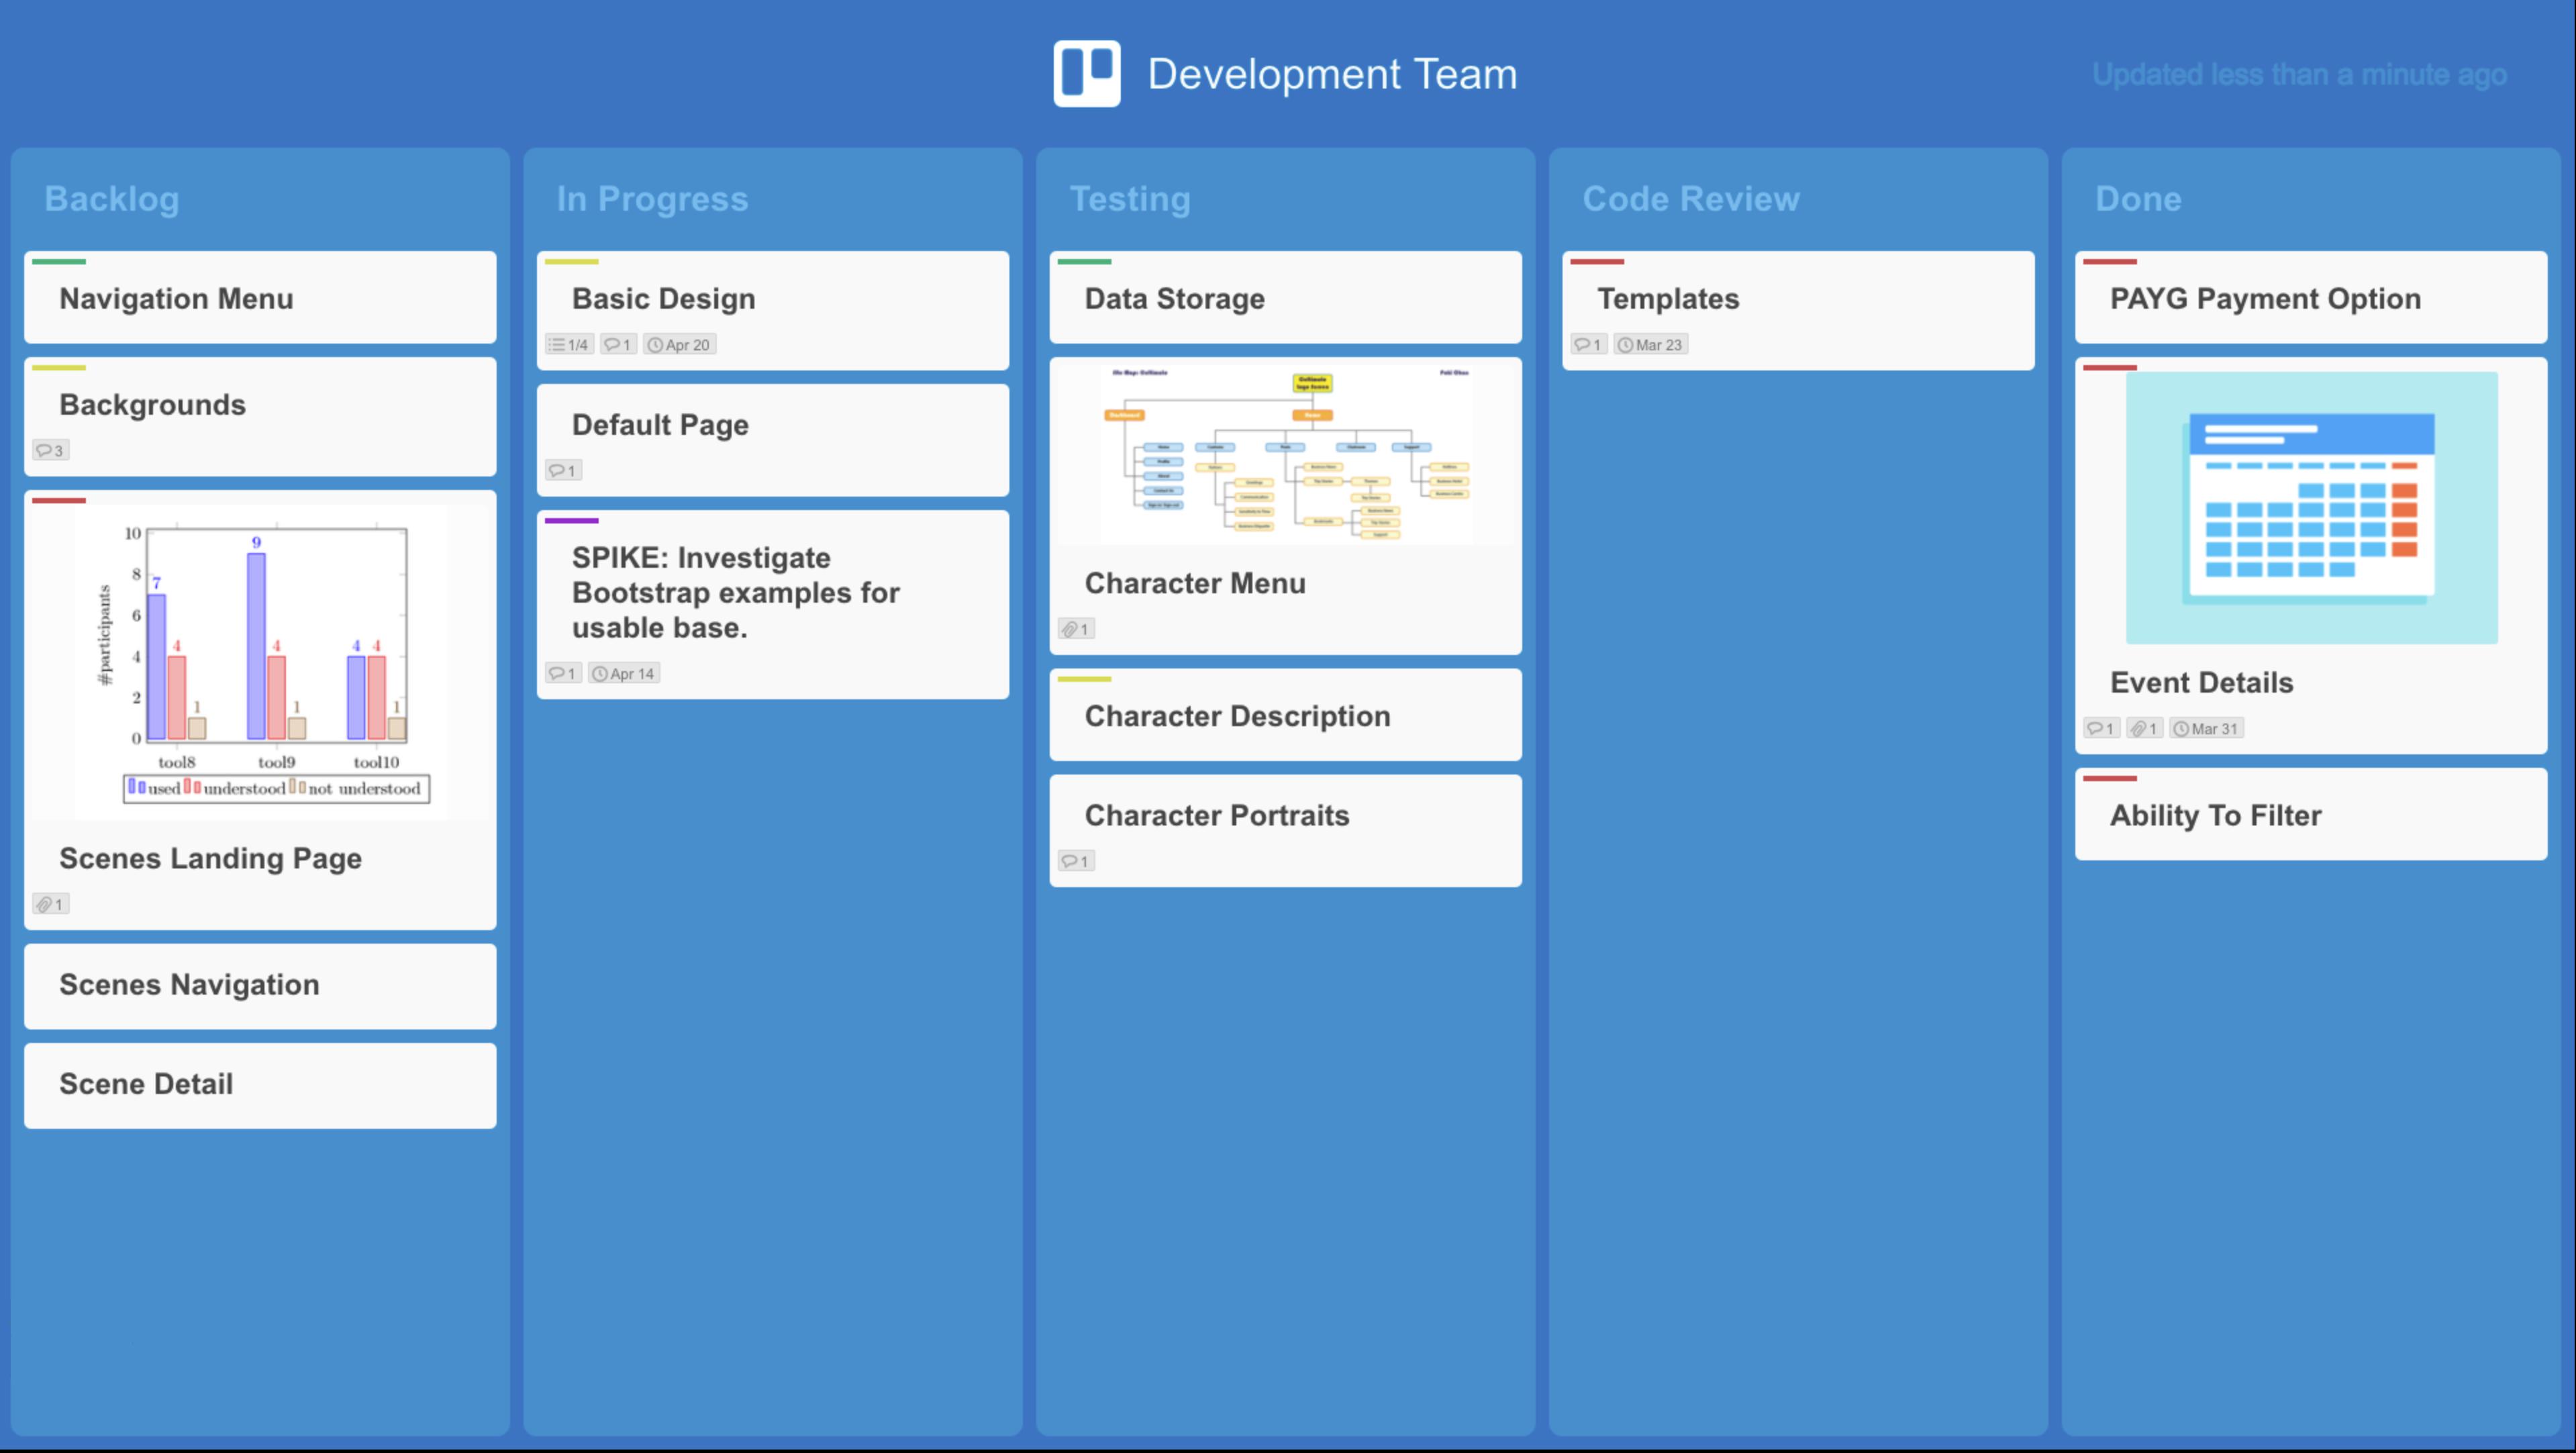 Development Team
Updated less than a minute ago
Backlog
Navigation Menu
Backgrounds
3
10
8
6
4
2
0
#participants
7
4
1
9
4
1
4
4
1
tool8
tool9
tool10
used
understood
not understood
Scenes Landing Page
1
Scenes Navigation
Scene Detail
In Progress
Basic Design
1/4
1
Apr 20
Default Page
1
SPIKE: Investigate
Bootstrap examples for
usable base.
1
Apr 14
Testing
Data Storage
Character Menu
1
Character Description
Character Portraits
1
Code Review
Templates
1
Mar 23
Done
PAYG Payment Option
Event Details
1
1
Mar 31
Ability To Filter